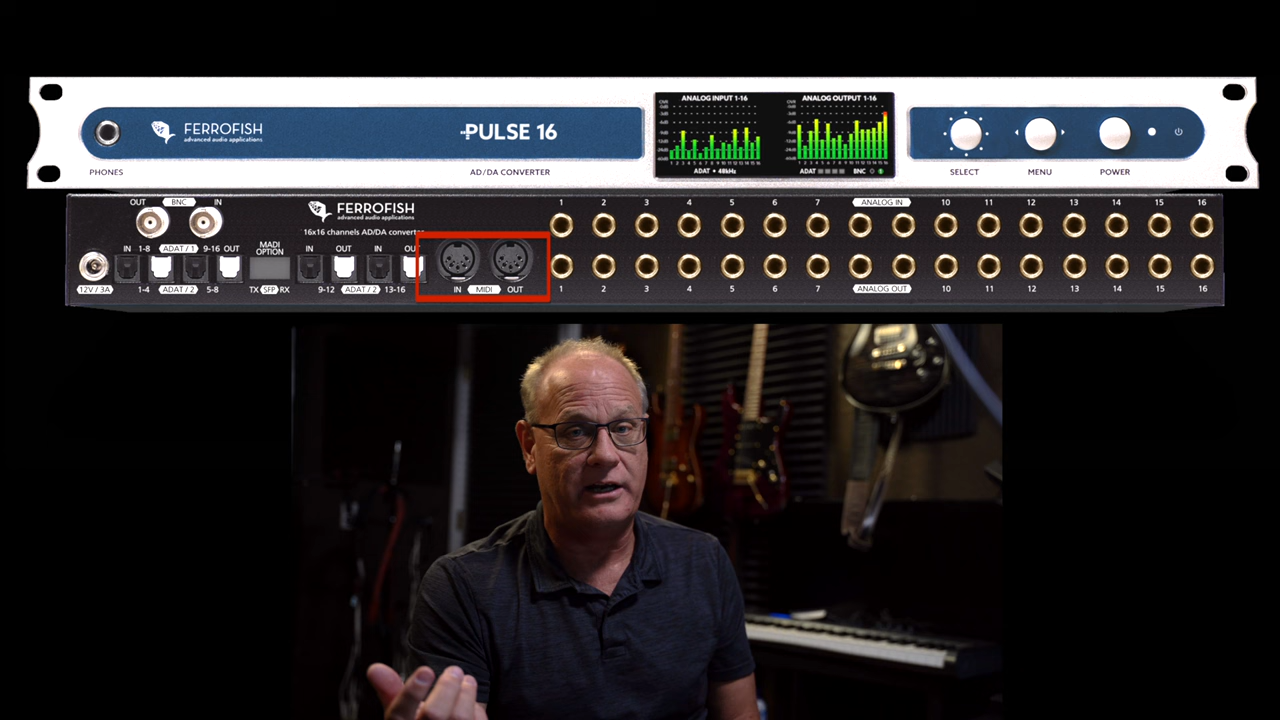 FERROFISH
advanced audio applications
PULSE 16
PHONES
AD/DA CONVERTER
ANALOG INPUT 1-16
ANALOG OUTPUT 1-16
ADAT • 48kHz
ADAT
BNC
SELECT
MENU
POWER
OUT BNC IN
FERROFISH
advanced audio applications
16x16 channels AD/DA converter
IN 1-8 ADAT / 1 9-16 OUT
MADI
OPTION
IN OUT IN OU
12V / 3A
1-4 ADAT / 2 5-8
TX SFP RX
9-12 ADAT / 2 13-16
IN MIDI OUT
1 2 3 4 5 6 7 ANALOG IN 10 11 12 13 14 15 16
1 2 3 4 5 6 7 ANALOG OUT 10 11 12 13 14 15 16